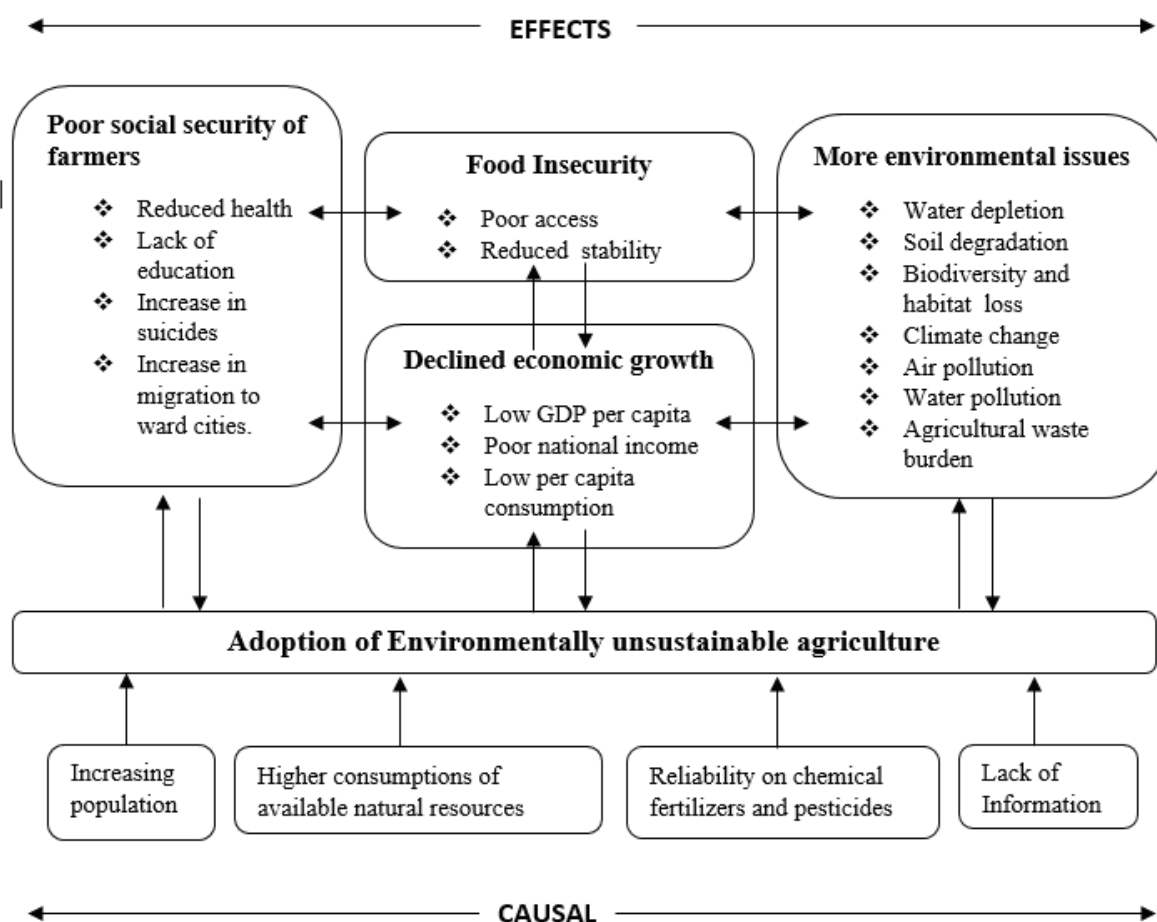 EFFECTS
Poor social security of
farmers
❖ Reduced health
❖ Lack of
education
❖ Increase in
suicides
❖ Increase in
migration to
ward cities.
Food Insecurity
❖ Poor access
❖ Reduced stability
Declined economic growth
❖ Low GDP per capita
❖ Poor national income
❖ Low per capita
consumption
More environmental issues
❖ Water depletion
❖ Soil degradation
❖ Biodiversity and
habitat loss
❖ Climate change
❖ Air pollution
❖ Water pollution
❖ Agricultural waste
burden
Adoption of Environmentally unsustainable agriculture
Increasing
population
Higher consumptions of
available natural resources
Reliability on chemical
fertilizers and pesticides
Lack of
Information
CAUSAL